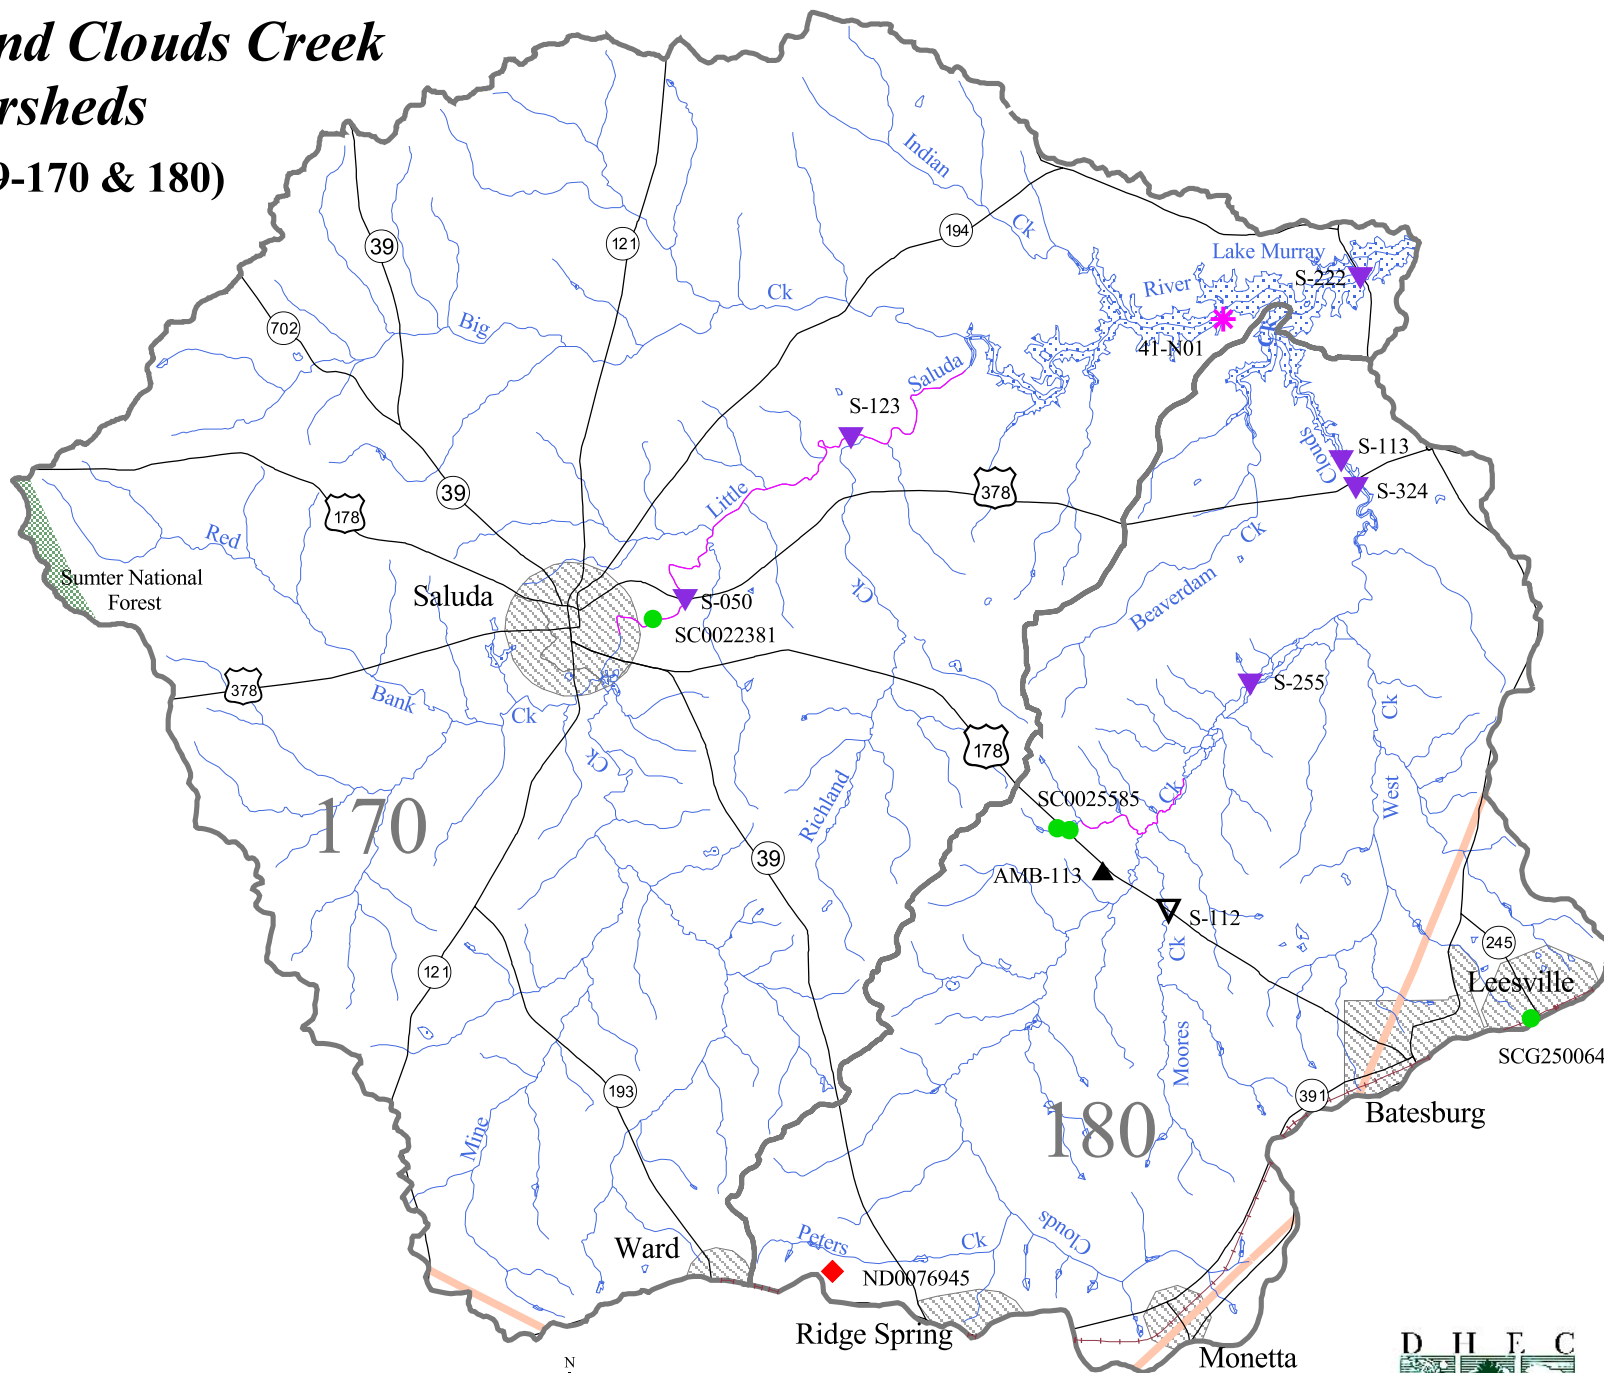 nd Clouds Creek
rsheds
9-170 & 180)
Indian
Ck
39
121
194
Lake Murray
River
S-222
Ck
Big
702
41-N01
Ck
Saluda
S-123
Clouds
S-113
S-324
39
178
378
Little
Red
Ck
Ck
Beaverdam
Sumter National
Forest
Saluda
S-050
SC0022381
378
Bank
Ck
Ck
S-255
Ck
178
West
Ck
SC0025585
Richland
170
39
AMB-113
S-112
Ck
121
245
Leesville
SCG250064
Moores
193
391
Batesburg
180
Mine
Ward
Peters
Ck
Clouds
ND0076945
Ridge Spring
Monetta
N
DHEC